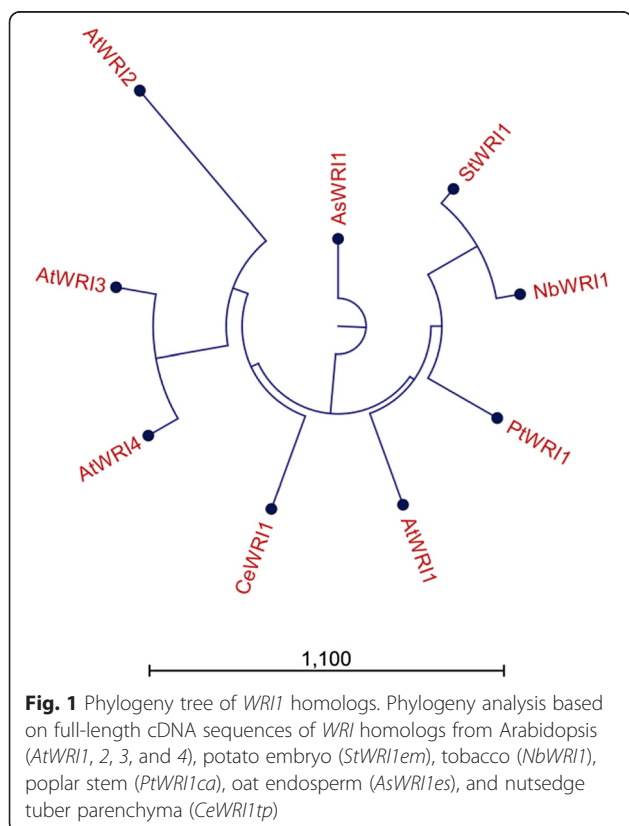 AtWRI2
AsWRI1
StWRI1
AtWRI3
NbWRI1
AtWRI4
PtWRI1
CeWRI1
AtWRI1
1,100
Fig. 1 Phylogeny tree of WRI1 homologs. Phylogeny analysis based
on full-length cDNA sequences of WRI homologs from Arabidopsis
(AtWRI1, 2, 3, and 4), potato embryo (StWRI1em), tobacco (NbWRI1),
poplar stem (PtWRI1ca), oat endosperm (AsWRI1es), and nutsedge
tuber parenchyma (CeWRI1tp)